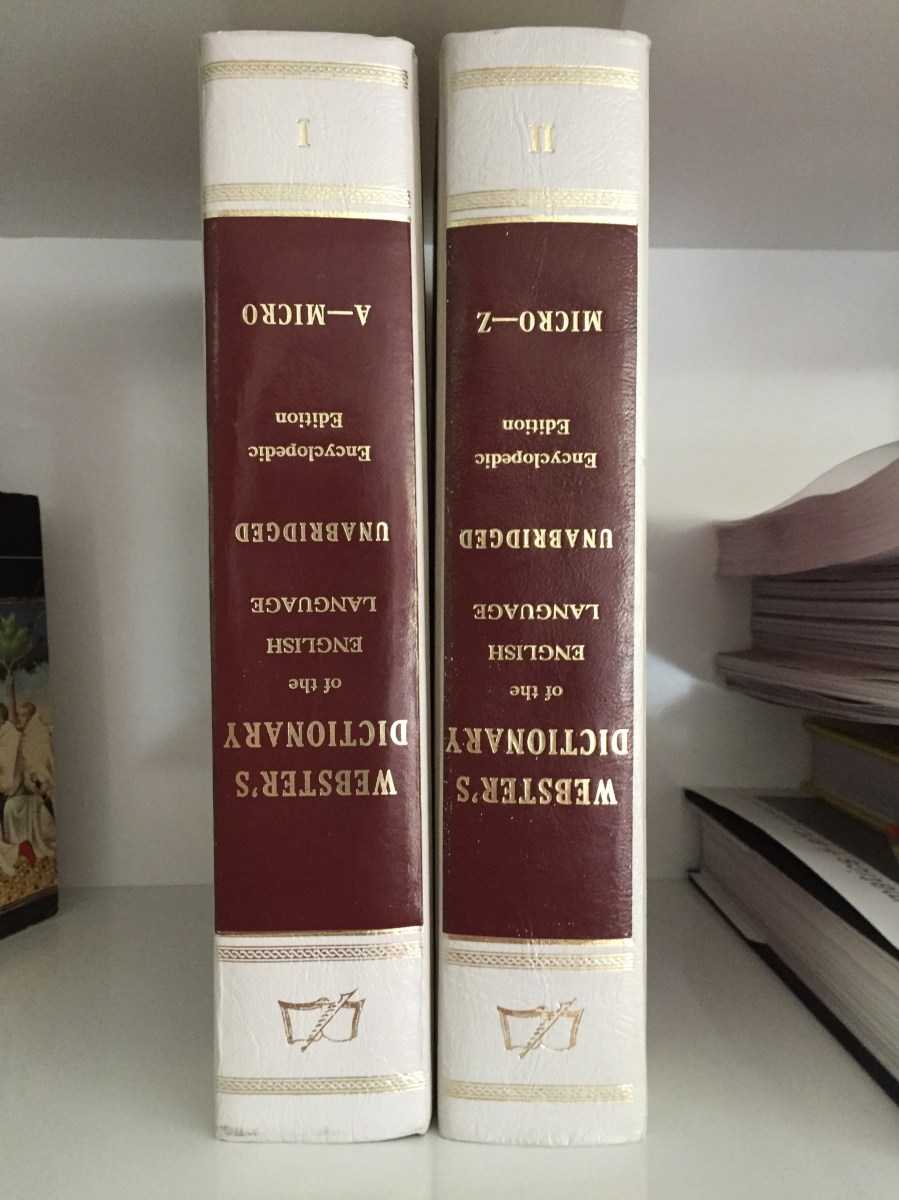 WEBSTER'S
DICTIONARY
of the
ENGLISH
LANGUAGE
UNABRIDGED
Encyclopedic
Edition
A—MICRO
I
WEBSTER'S
DICTIONARY
of the
ENGLISH
LANGUAGE
UNABRIDGED
Encyclopedic
Edition
MICRO—Z
II